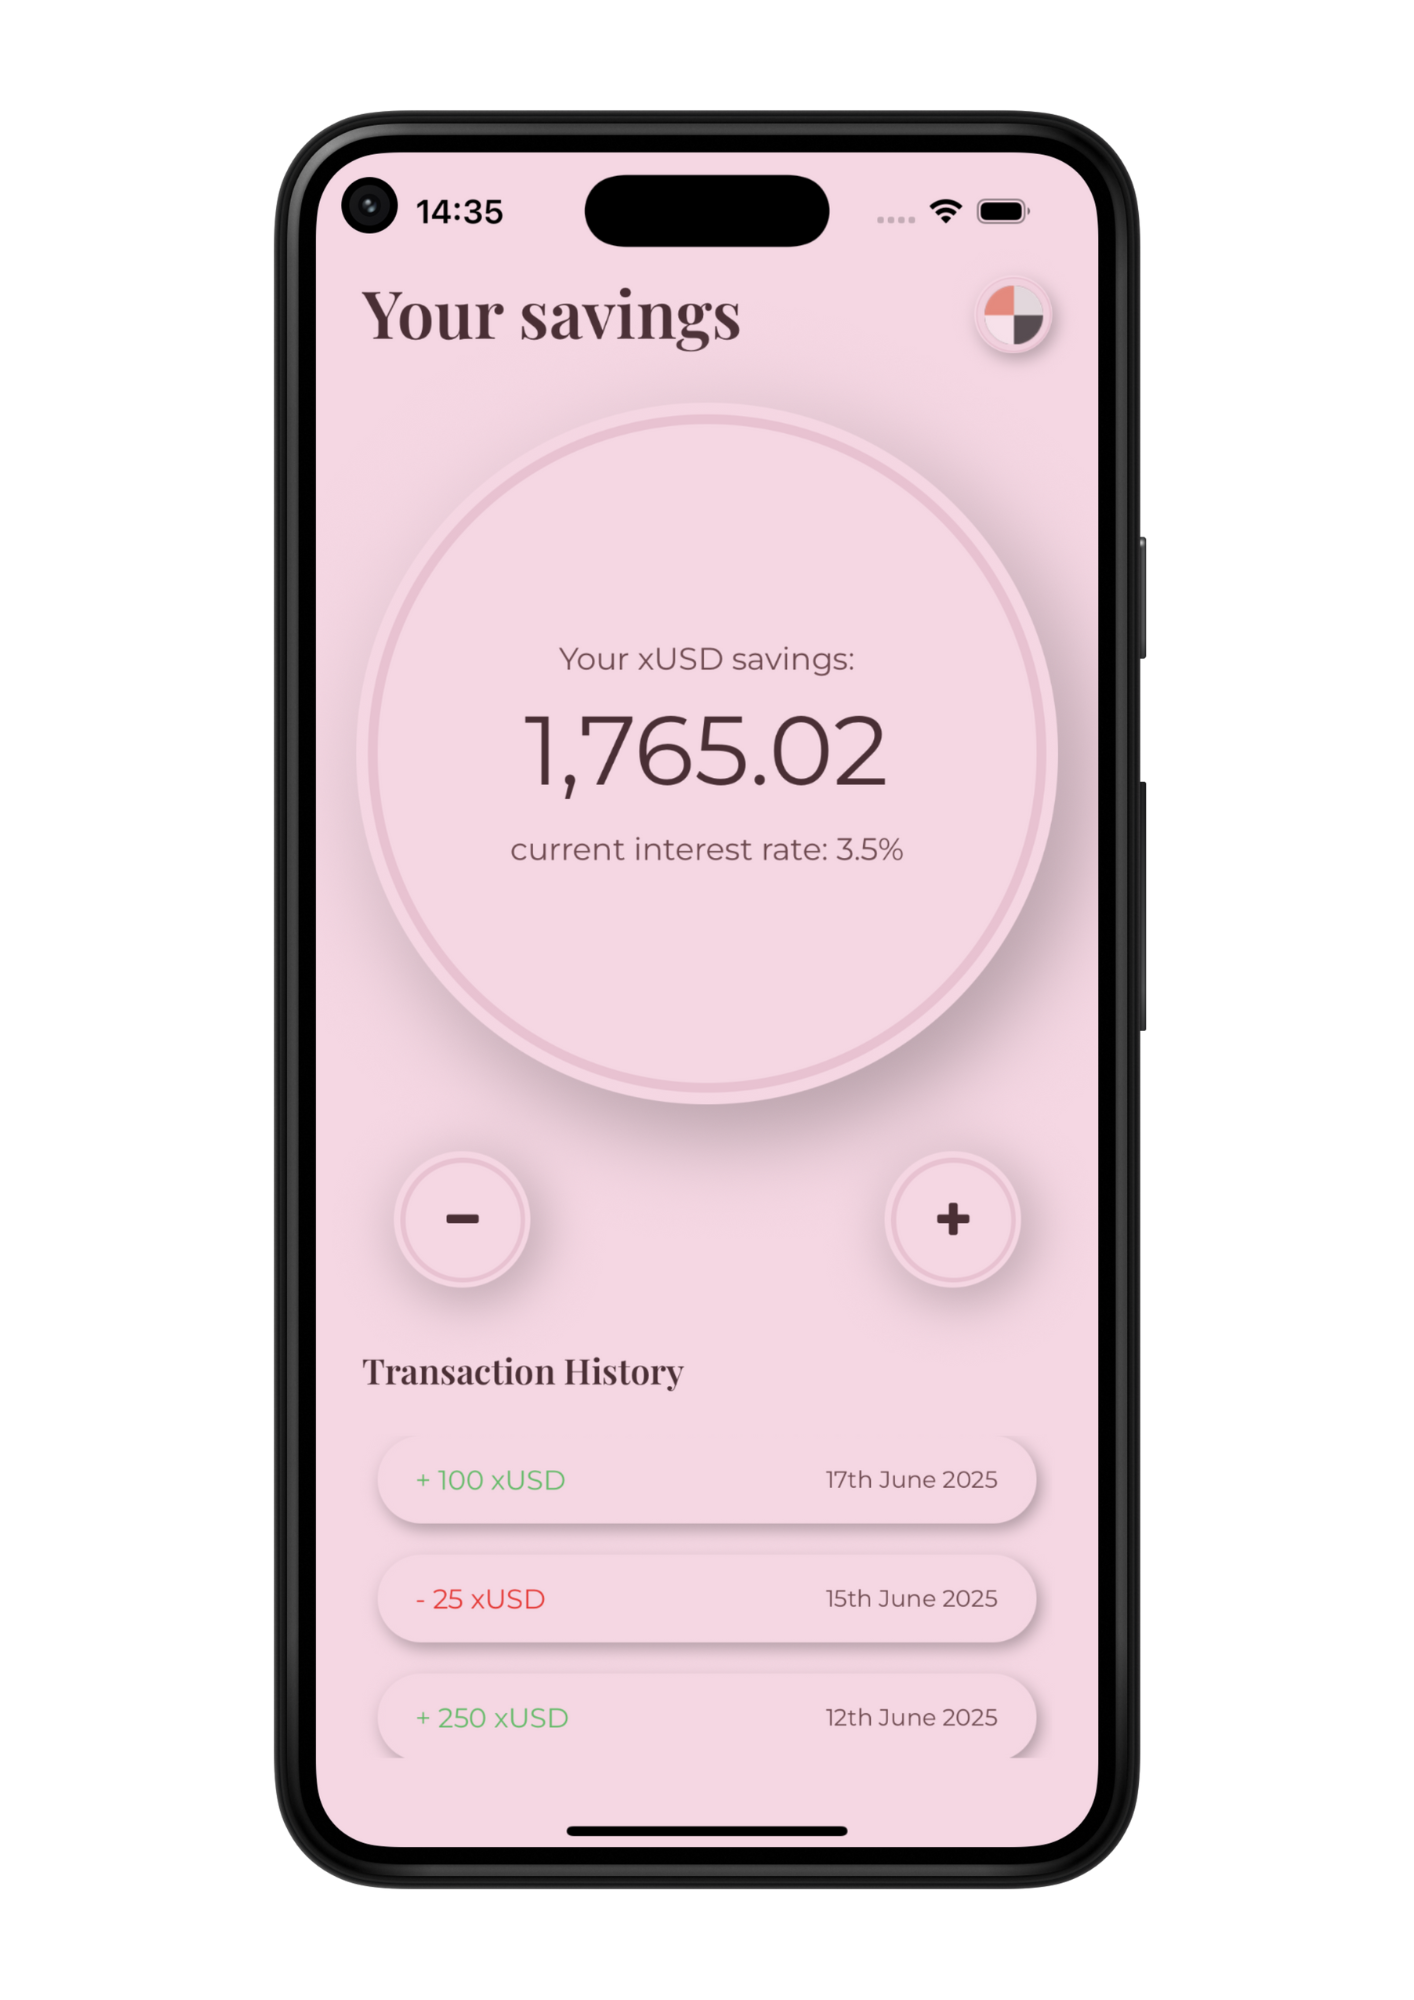 14:35
Your savings
Your xUSD savings:
1,765.02
current interest rate: 3.5%
Transaction History
+ 100 xUSD 17th June 2025
- 25 xUSD 15th June 2025
+ 250 xUSD 12th June 2025